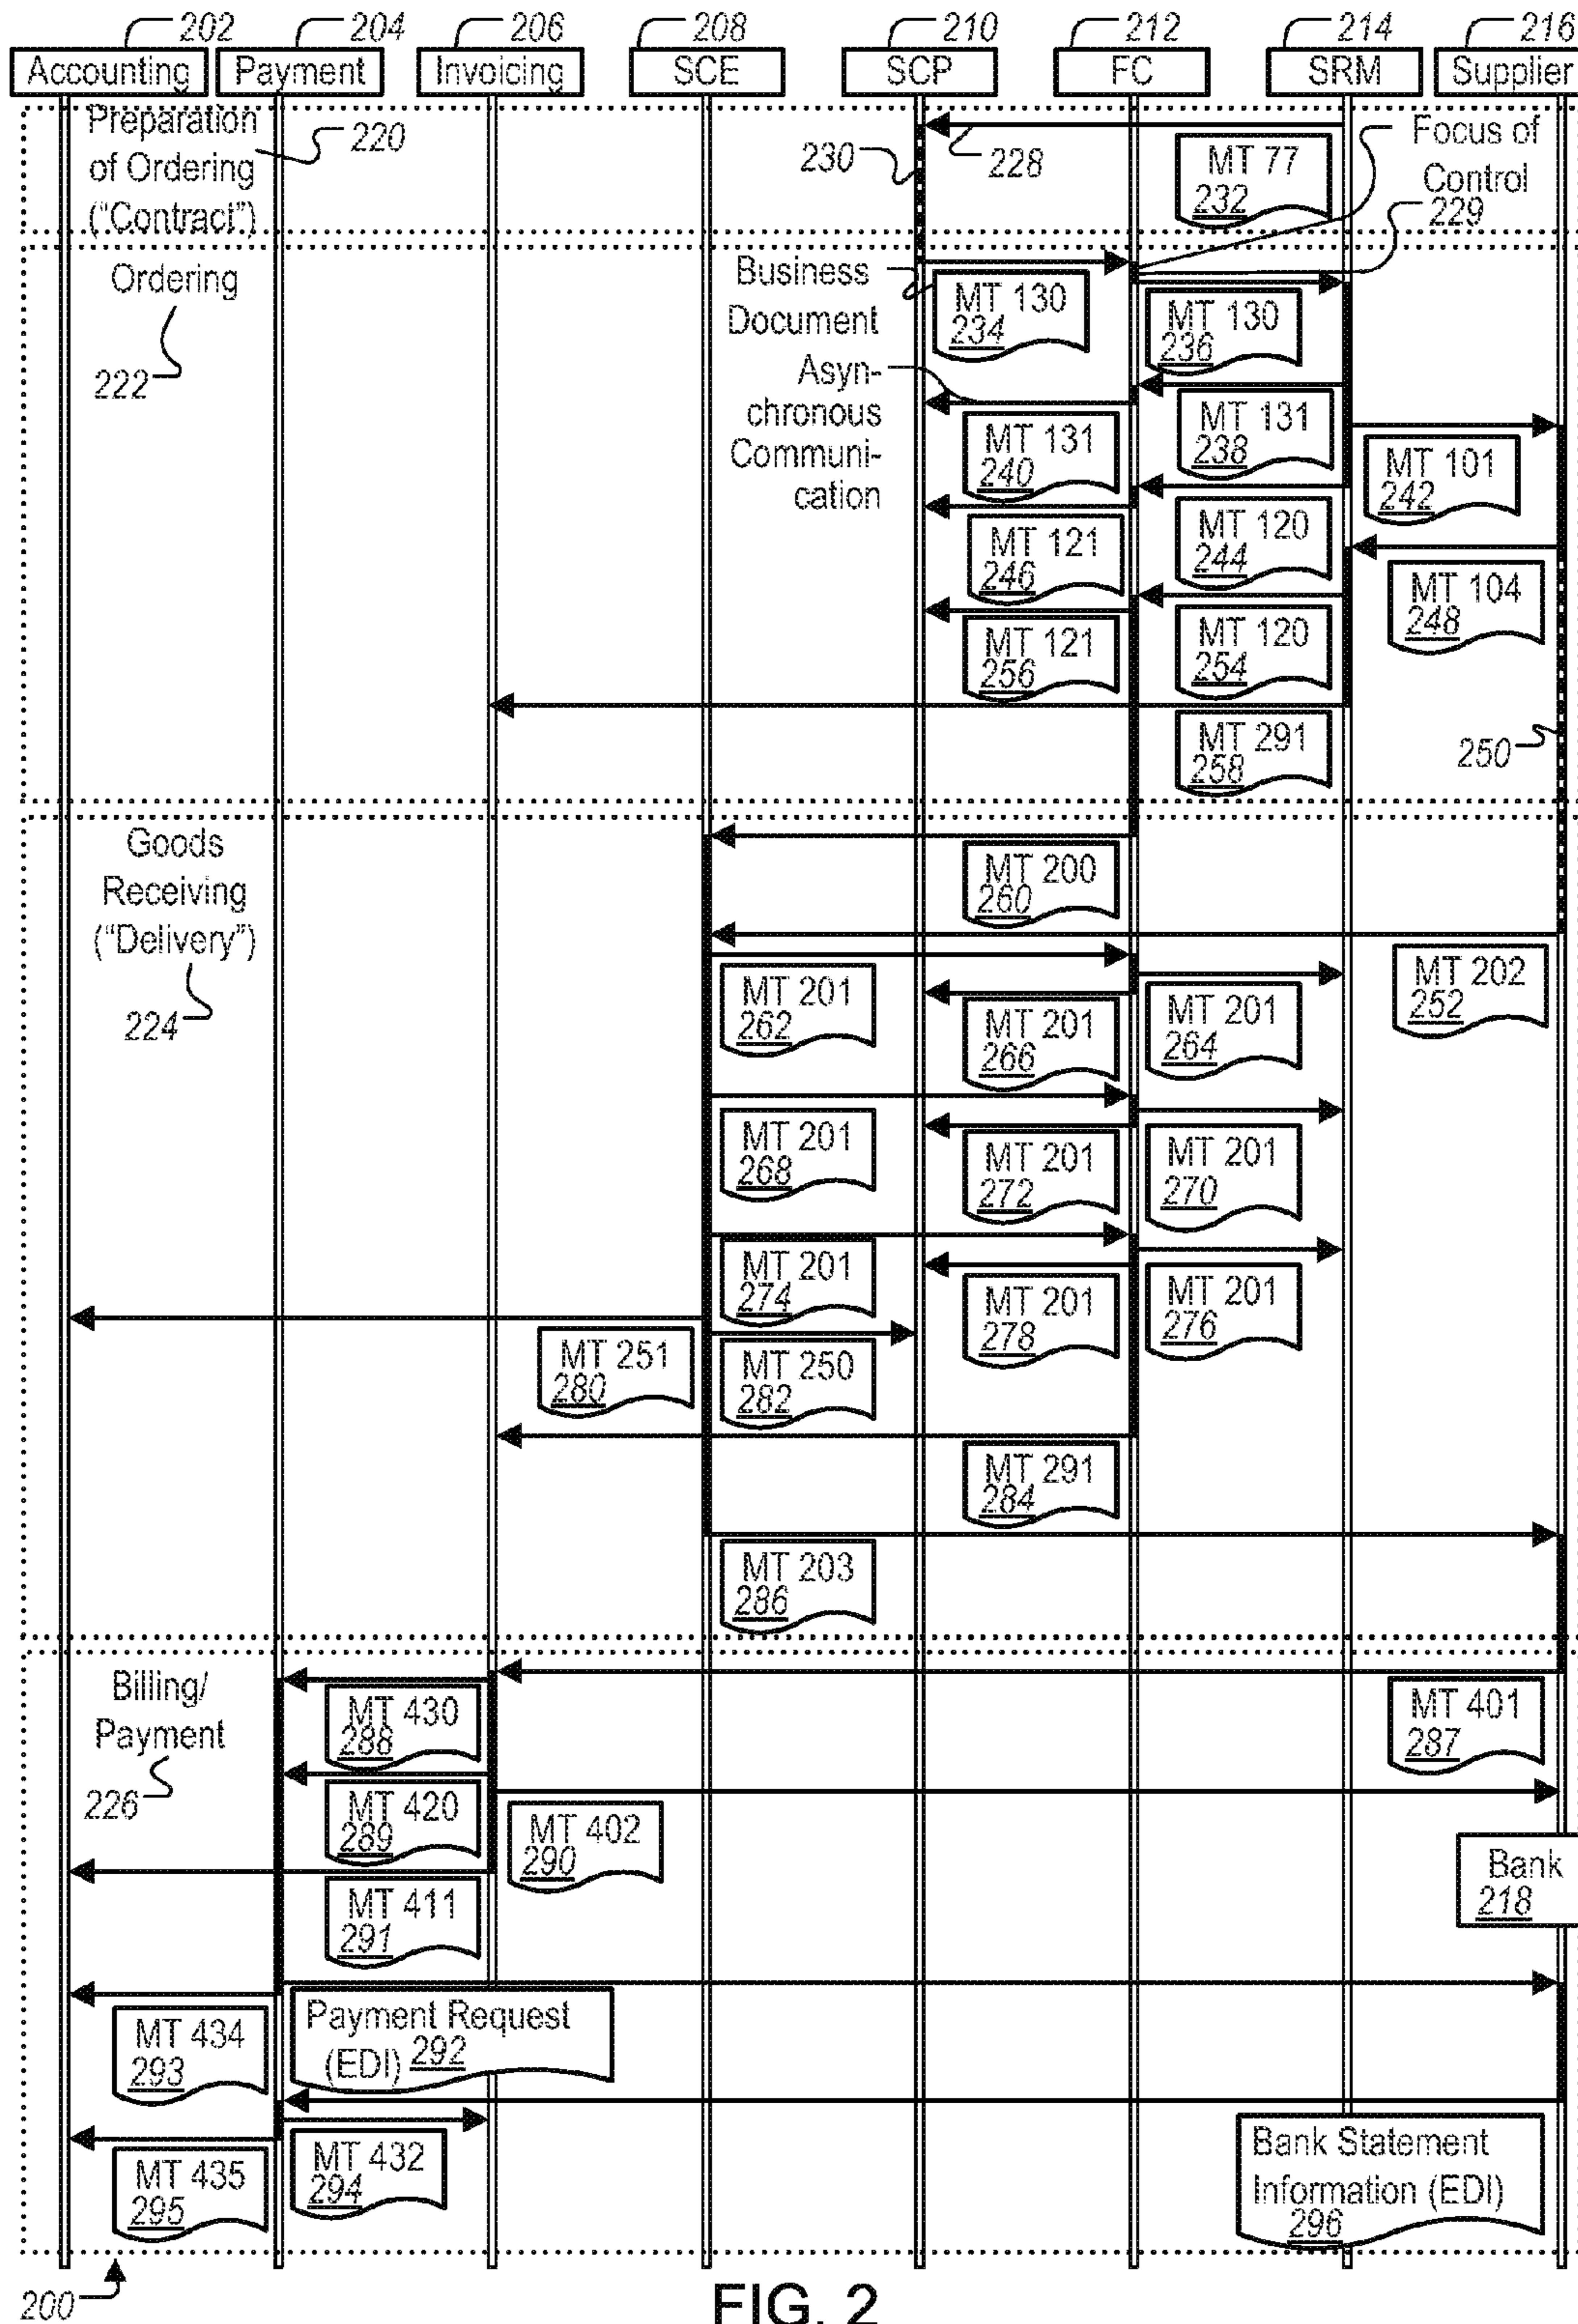 202 204 206 208 210 212 214 216
Accounting Payment Invoicing SCE SCP FC SRM Supplier
Preparation
of Ordering
("Contract")
220
230
228
MT 77
232
Focus of
Control
229
Ordering
222
Business
Document
MT 130
234
MT 130
236
Asyn-
chronous
Communi-
cation
MT 131
240
MT 131
238
MT 101
242
MT 121
246
MT 120
244
MT 104
248
MT 121
256
MT 120
254
MT 291
258
250
Goods
Receiving
("Delivery")
224
MT 200
260
MT 202
252
MT 201
262
MT 201
266
MT 201
264
MT 201
268
MT 201
272
MT 201
270
MT 201
274
MT 201
278
MT 201
276
MT 251
280
MT 250
282
MT 291
284
MT 203
286
Billing/
Payment
226
MT 430
288
MT 401
287
MT 420
289
MT 402
290
Bank
218
MT 411
291
MT 434
293
Payment Request
(EDI) 292
MT 435
295
MT 432
294
Bank Statement
Information (EDI)
296
200
FIG. 2